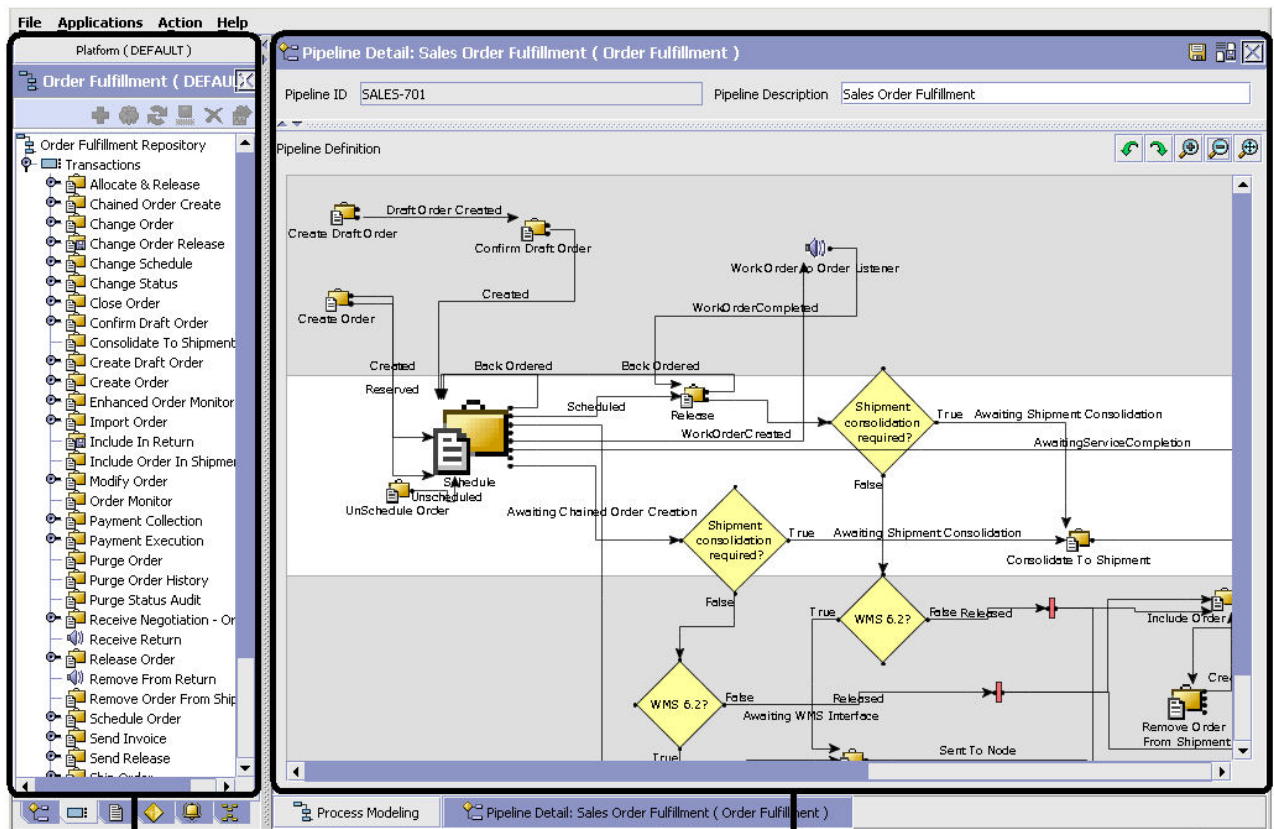 File Applications Action Help
Platform ( DEFAULT )
Order Fulfillment ( DEFAUL
Order Fulfillment Repository
Transactions
Allocate & Release
Chained Order Create
Change Order
Change Order Release
Change Schedule
Change Status
Close Order
Confirm Draft Order
Consolidate To Shipment
Create Draft Order
Create Order
Enhanced Order Monitor
Import Order
Include In Return
Include Order In Shipmen
Modify Order
Order Monitor
Payment Collection
Payment Execution
Purge Order
Purge Order History
Purge Status Audit
Receive Negotiation - Or
Receive Return
Release Order
Remove From Return
Remove Order From Ship
Schedule Order
Send Invoice
Send Release
Ship Order
Pipeline Detail: Sales Order Fulfillment ( Order Fulfillment )
Pipeline ID SALES-701 Pipeline Description Sales Order Fulfillment
Pipeline Definition
Draft Order Created
Create Draft Order
Confirm Draft Order
Work Order to Order Listener
Created
WorkOrderCompleted
Create Order
Created
Back Ordered
Back Ordered
Reserved
Scheduled
Release
Shipment
consolidation
required?
True Awaiting Shipment Consolidation
WorkOrderCreated
AwaitingServiceCompletion
Schedule
Unscheduled
UnSchedule Order
False
Awaiting Chained Order Creation
Shipment
consolidation
required?
True Awaiting Shipment Consolidation
Consolidate To Shipment
False
True
WMS 6.2?
False Released
Include Order
WMS 6.2?
False
Released
Awaiting WMS Interface
Crea
Remove Order
From Shipment
True
Sent To Node
Process Modeling
Pipeline Detail: Sales Order Fulfillment ( Order Fulfillment )